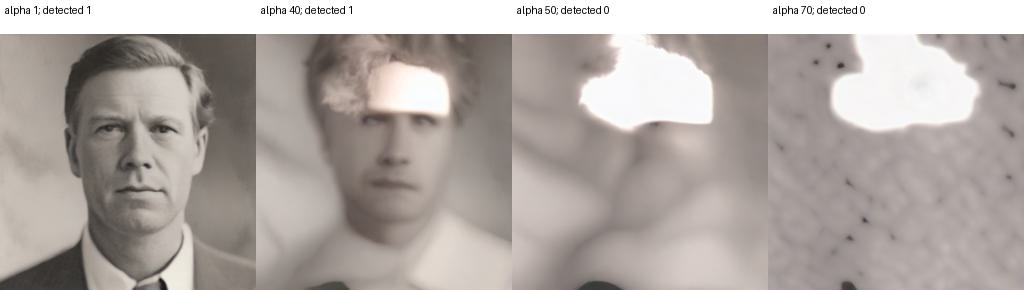 alpha 1; detected 1
alpha 40; detected 1
alpha 50; detected 0
alpha 70; detected 0